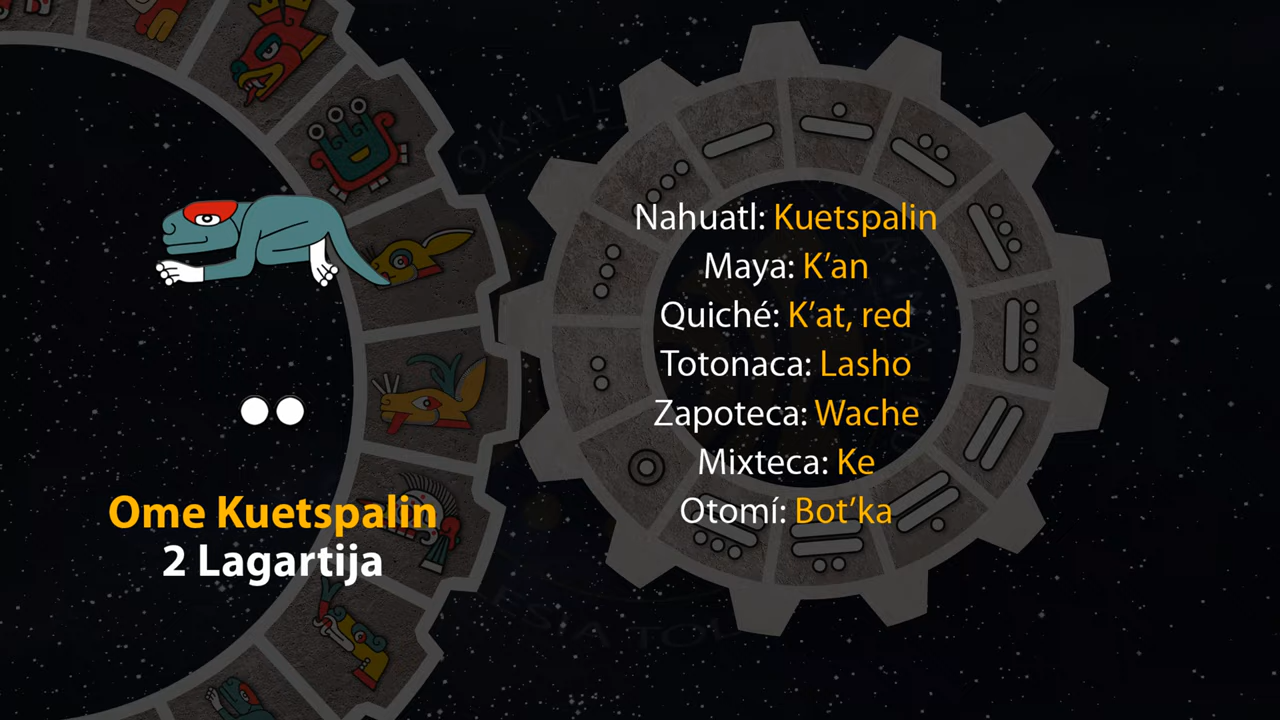 Nahuatl: Kuetspalin
Maya: K’an
Quiché: K’at, red
Totonaca: Lasho
Zapoteca: Wache
Mixteca: Ke
Otomí: Bot’ka
Ome Kuetspalin
2 Lagartija